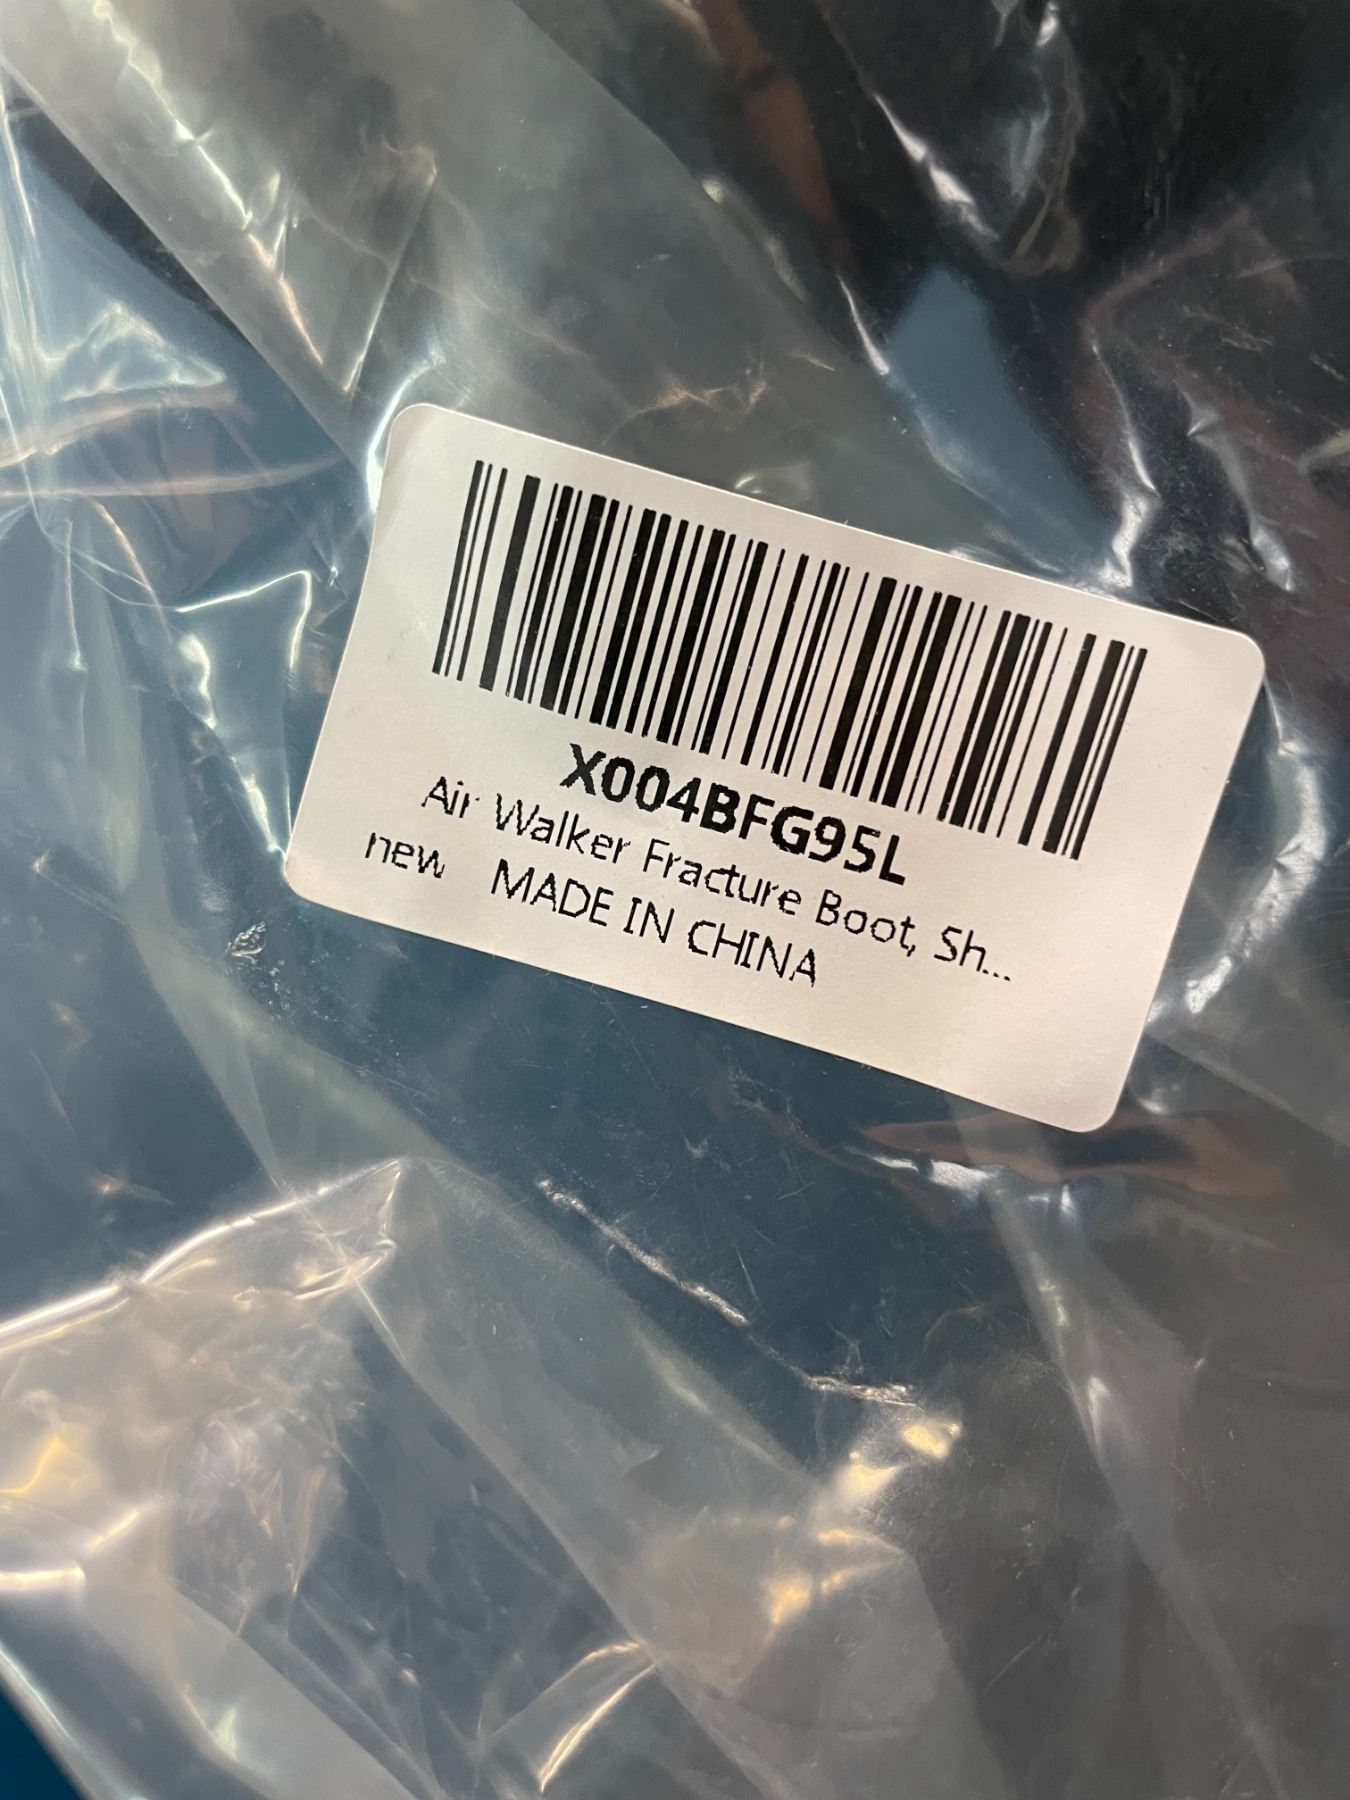 X004BFG95L
Air Walker Fracture Boot, Sh...
new MADE IN CHINA